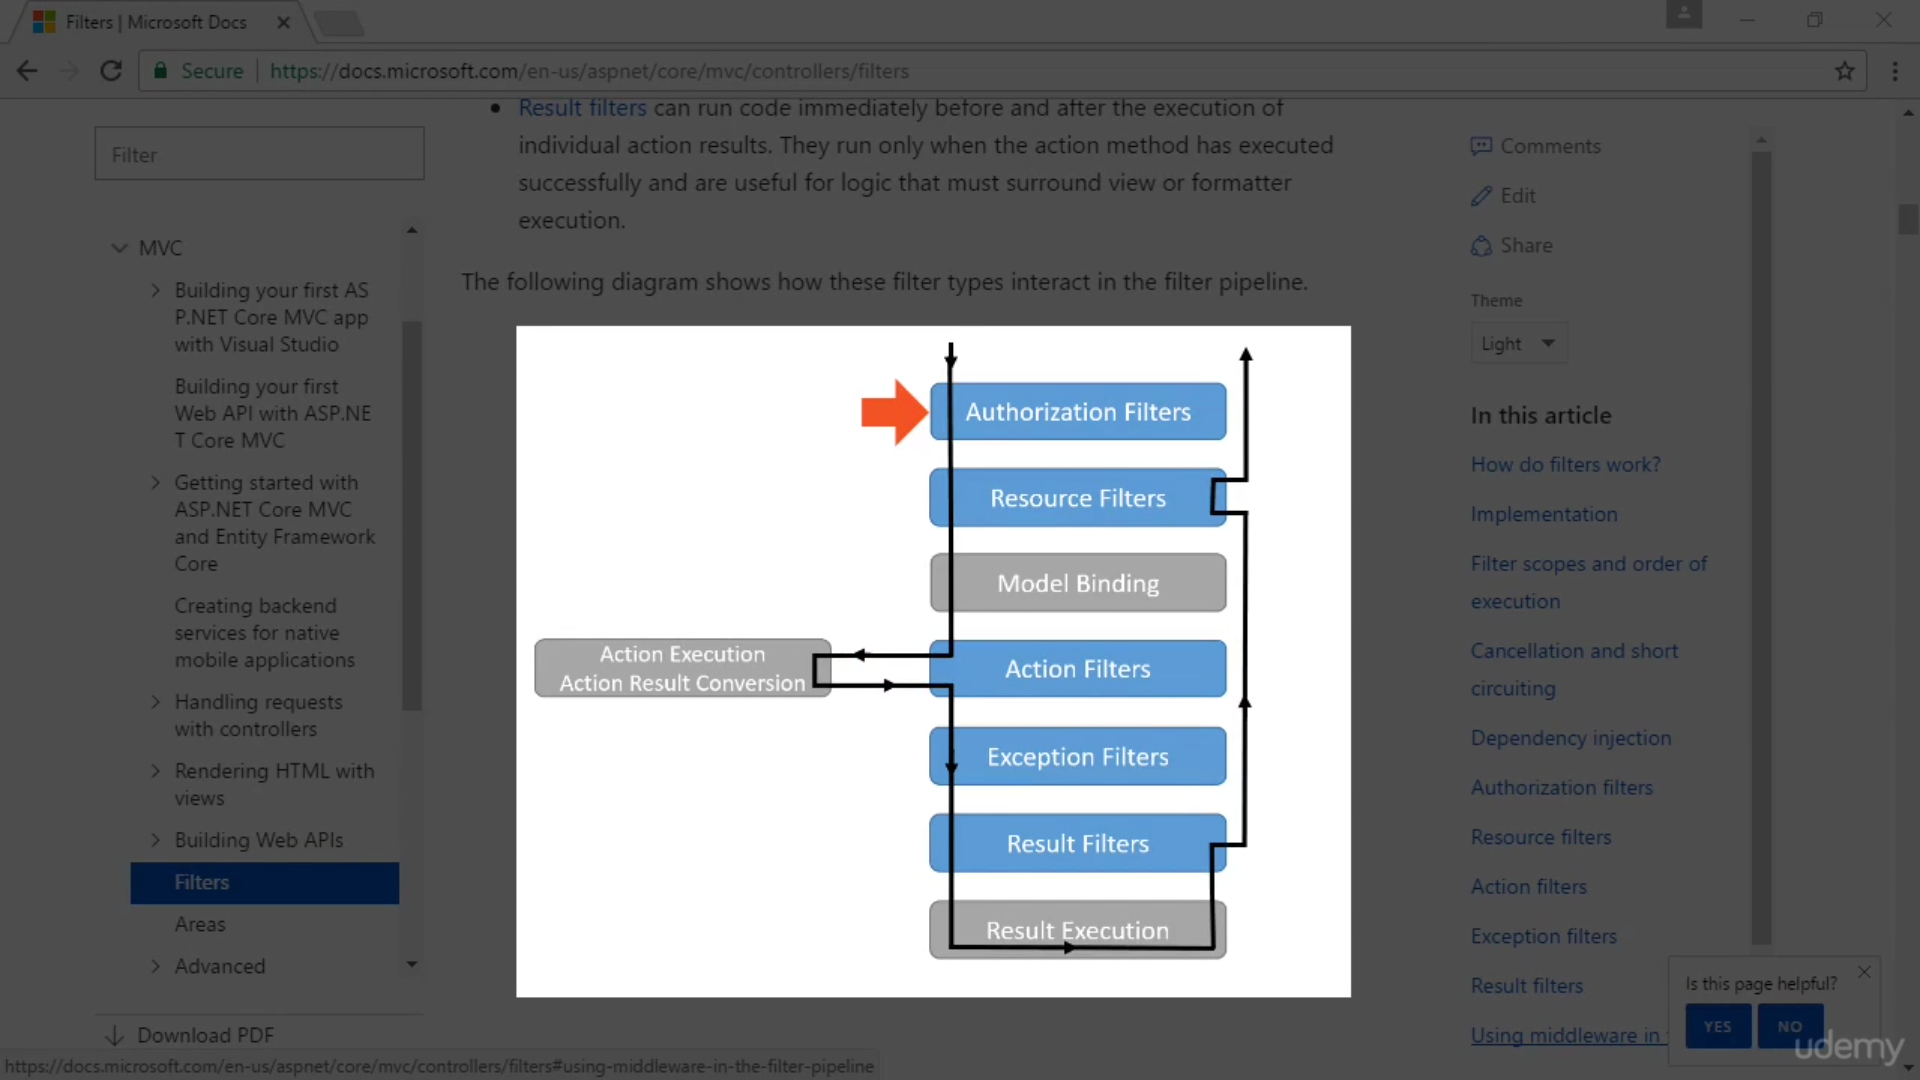 Filters | Microsoft Docs
Secure
https://docs.microsoft.com/en-us/aspnet/core/mvc/controllers/filters
Filter
MVC
Building your first AS
P.NET Core MVC app
with Visual Studio
Building your first
Web API with ASP.NE
T Core MVC
Getting started with
ASP.NET Core MVC
and Entity Framework
Core
Creating backend
services for native
mobile applications
Handling requests
with controllers
Rendering HTML with
views
Building Web APIs
Filters
Areas
Advanced
Download PDF
Result filters can run code immediately before and after the execution of
individual action results. They run only when the action method has executed
successfully and are useful for logic that must surround view or formatter
execution.
The following diagram shows how these filter types interact in the filter pipeline.
Authorization Filters
Resource Filters
Model Binding
Action Execution
Action Result Conversion
Action Filters
Exception Filters
Result Filters
Result Execution
Comments
Edit
Share
Theme
Light
In this article
How do filters work?
Implementation
Filter scopes and order of
execution
Cancellation and short
circuiting
Dependency injection
Authorization filters
Resource filters
Action filters
Exception filters
Result filters
Using middleware in
Is this page helpful?
YES
NO
udemy
https://docs.microsoft.com/en-us/aspnet/core/mvc/controllers/filters#using-middleware-in-the-filter-pipeline